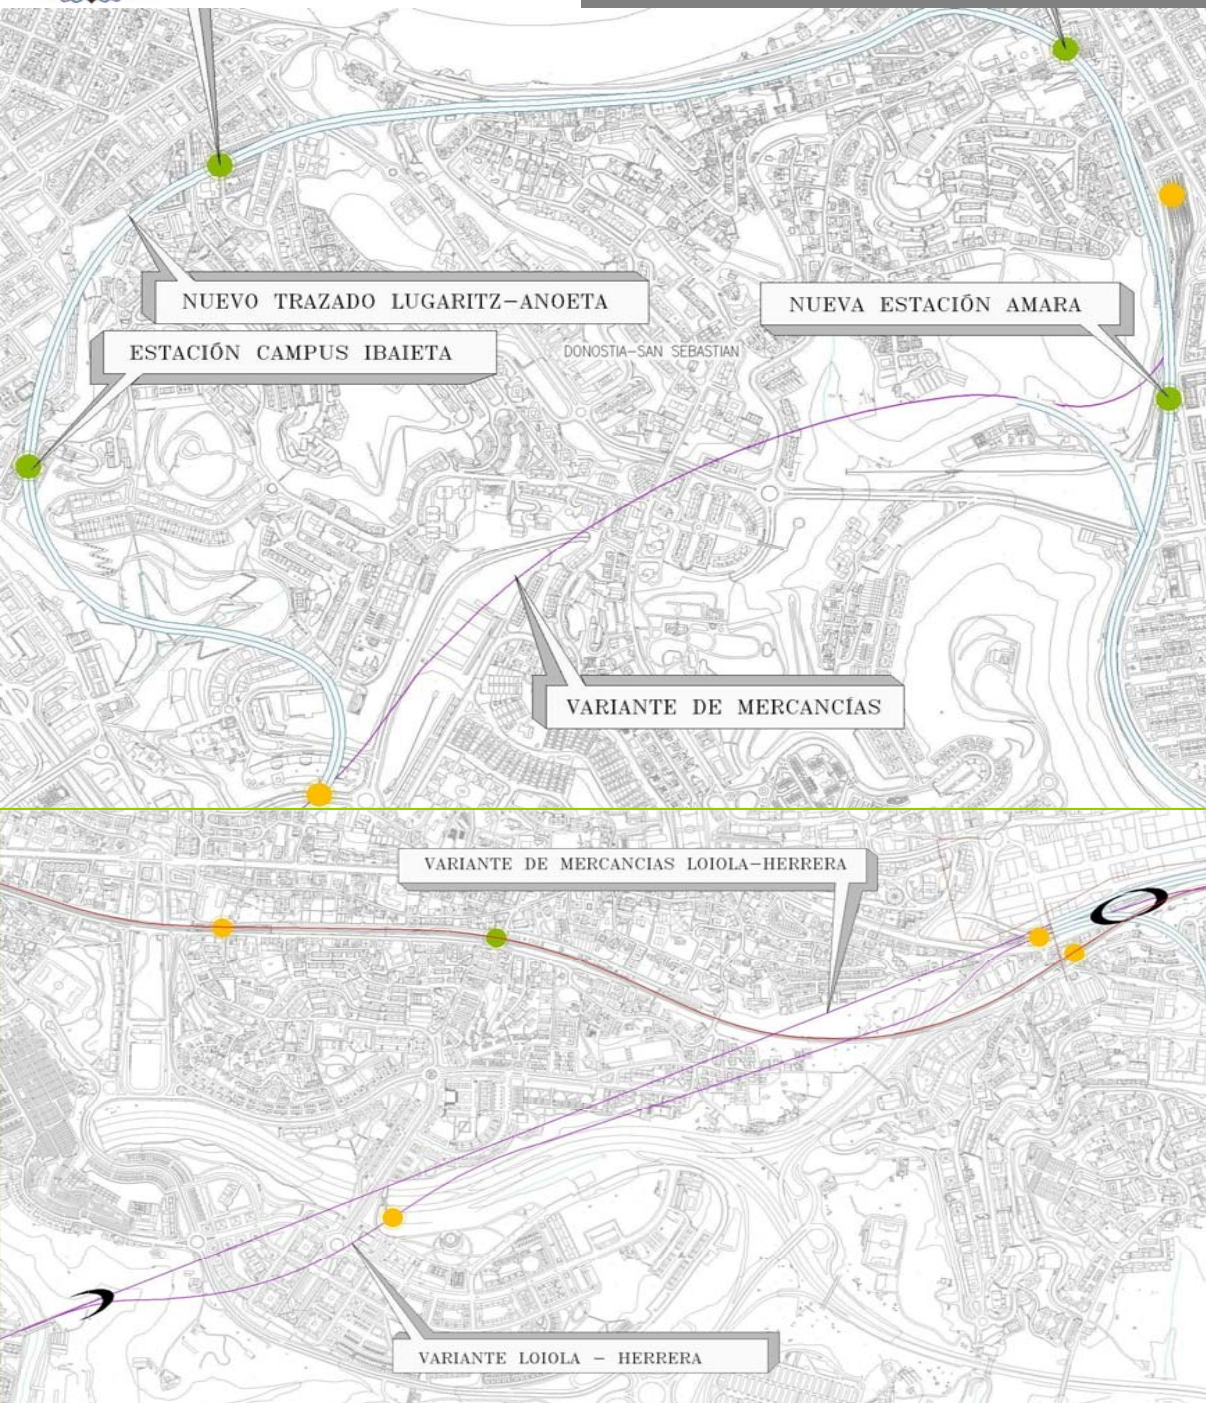 NUEVO TRAZADO LUGARITZ-ANOETA
NUEVA ESTACIÓN AMARA
ESTACIÓN CAMPUS IBAIETA
DONOSTIA-SAN SEBASTIAN
VARIANTE DE MERCANCÍAS
VARIANTE DE MERCANCIAS LOIOLA-HERRERA
VARIANTE LOIOLA - HERRERA